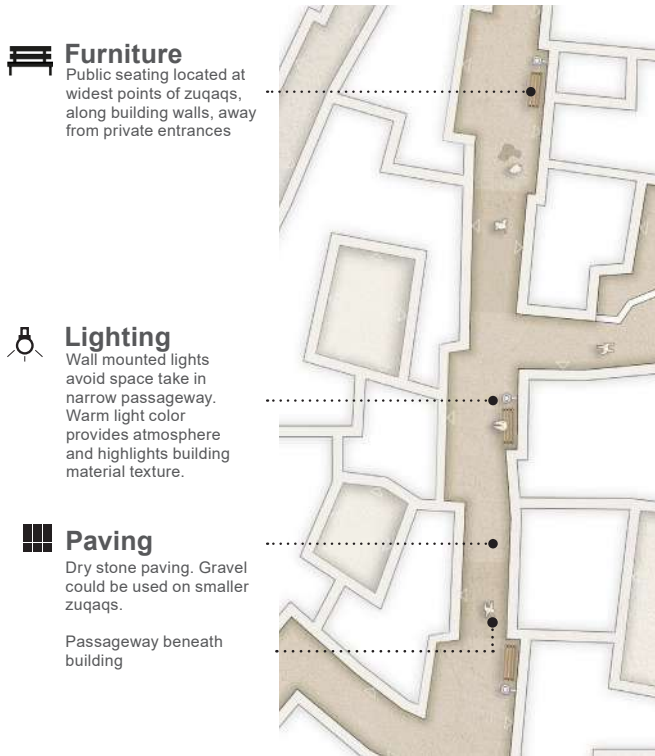 Furniture
Public seating located at
widest points of zuqaqs,
along building walls, away
from private entrances
Lighting
Wall mounted lights
avoid space take in
narrow passageway.
Warm light color
provides atmosphere
and highlights building
material texture.
Paving
Dry stone paving. Gravel
could be used on smaller
zuqaqs.
Passageway beneath
building